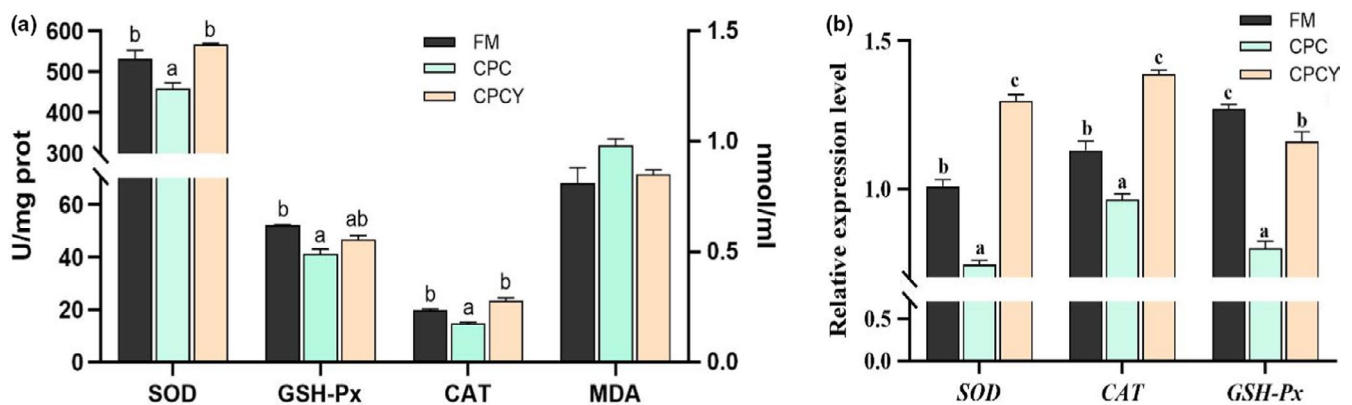 (a)
600
500
400
300
60
40
20
0
U/mg prot
b
a
b
b
a
ab
b
a
b
FM
CPC
CPCY
1.5
1.0
0.5
0.0
nmol/ml
SOD GSH-Px CAT MDA
(b)
1.5
1.0
0.5
0.0
Relative expression level
b
a
c
b
a
c
c
a
b
FM
CPC
CPCY
SOD CAT GSH-Px